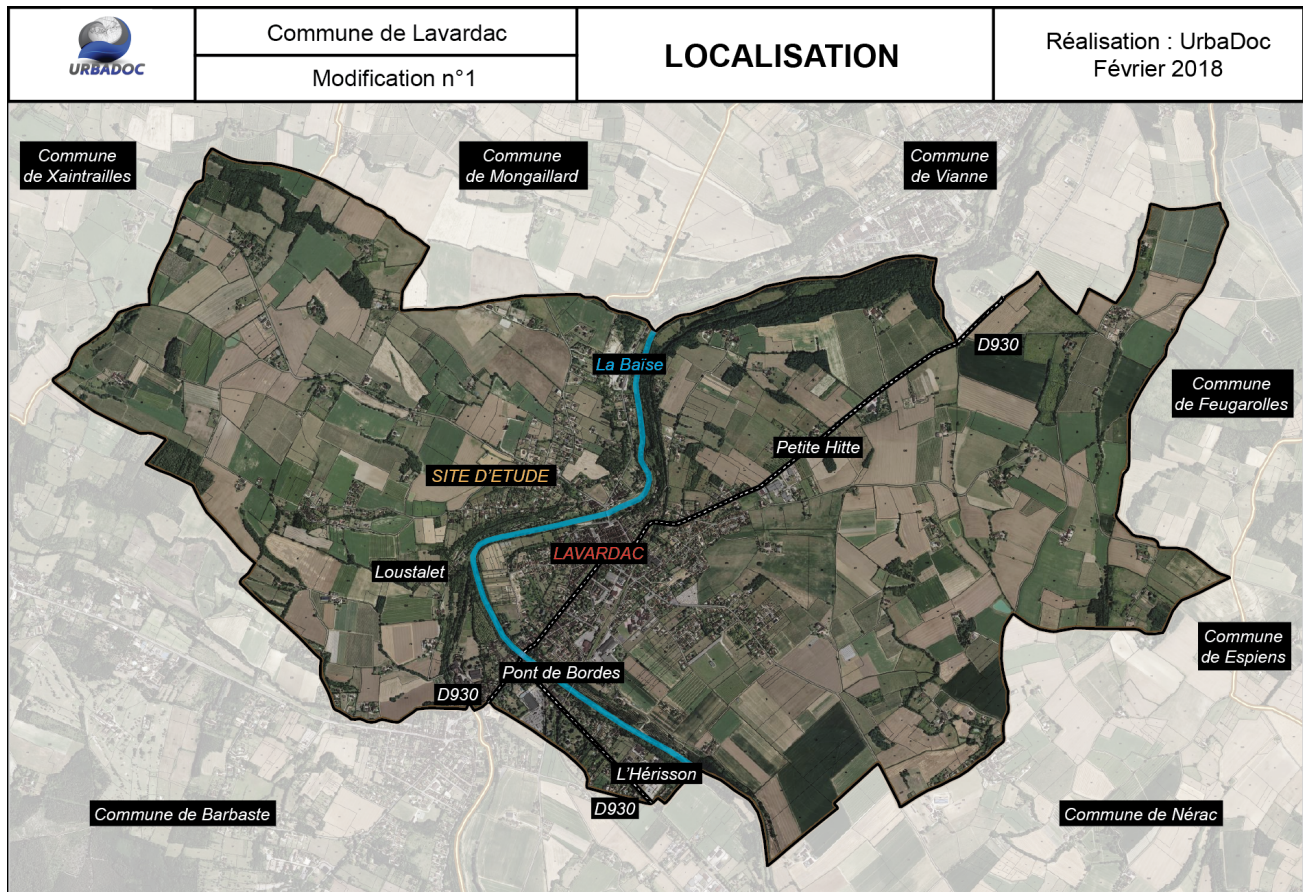 URBADOC
Commune de Lavardac
Modification n°1
LOCALISATION
Réalisation : UrbaDoc
Février 2018
Commune
de Xaintrailles
Commune
de Mongaillard
Commune
de Vianne
D930
La Baïse
Commune
de Feugarolles
Petite Hitte
SITE D'ETUDE
LAVARDAC
Loustalet
Commune
de Espiens
Pont de Bordes
D930
L'Hérisson
D930
Commune de Barbaste
Commune de Nérac